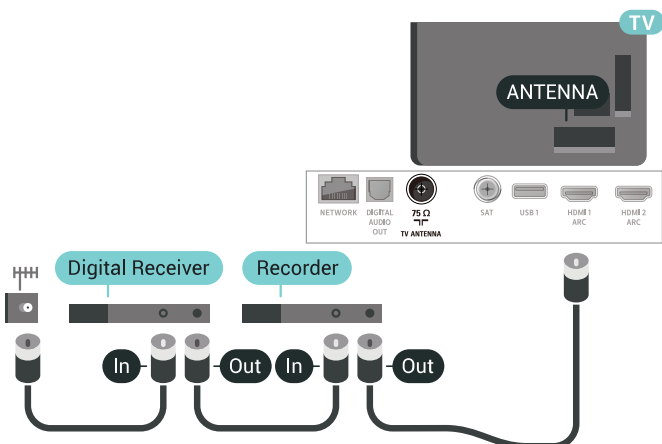 TV
ANTENNA
NETWORK
DIGITAL
AUDIO
OUT
75 Ω
TV ANTENNA
SAT
USB 1
HDMI 1
ARC
HDMI 2
ARC
Digital Receiver
Recorder
In
Out
In
Out